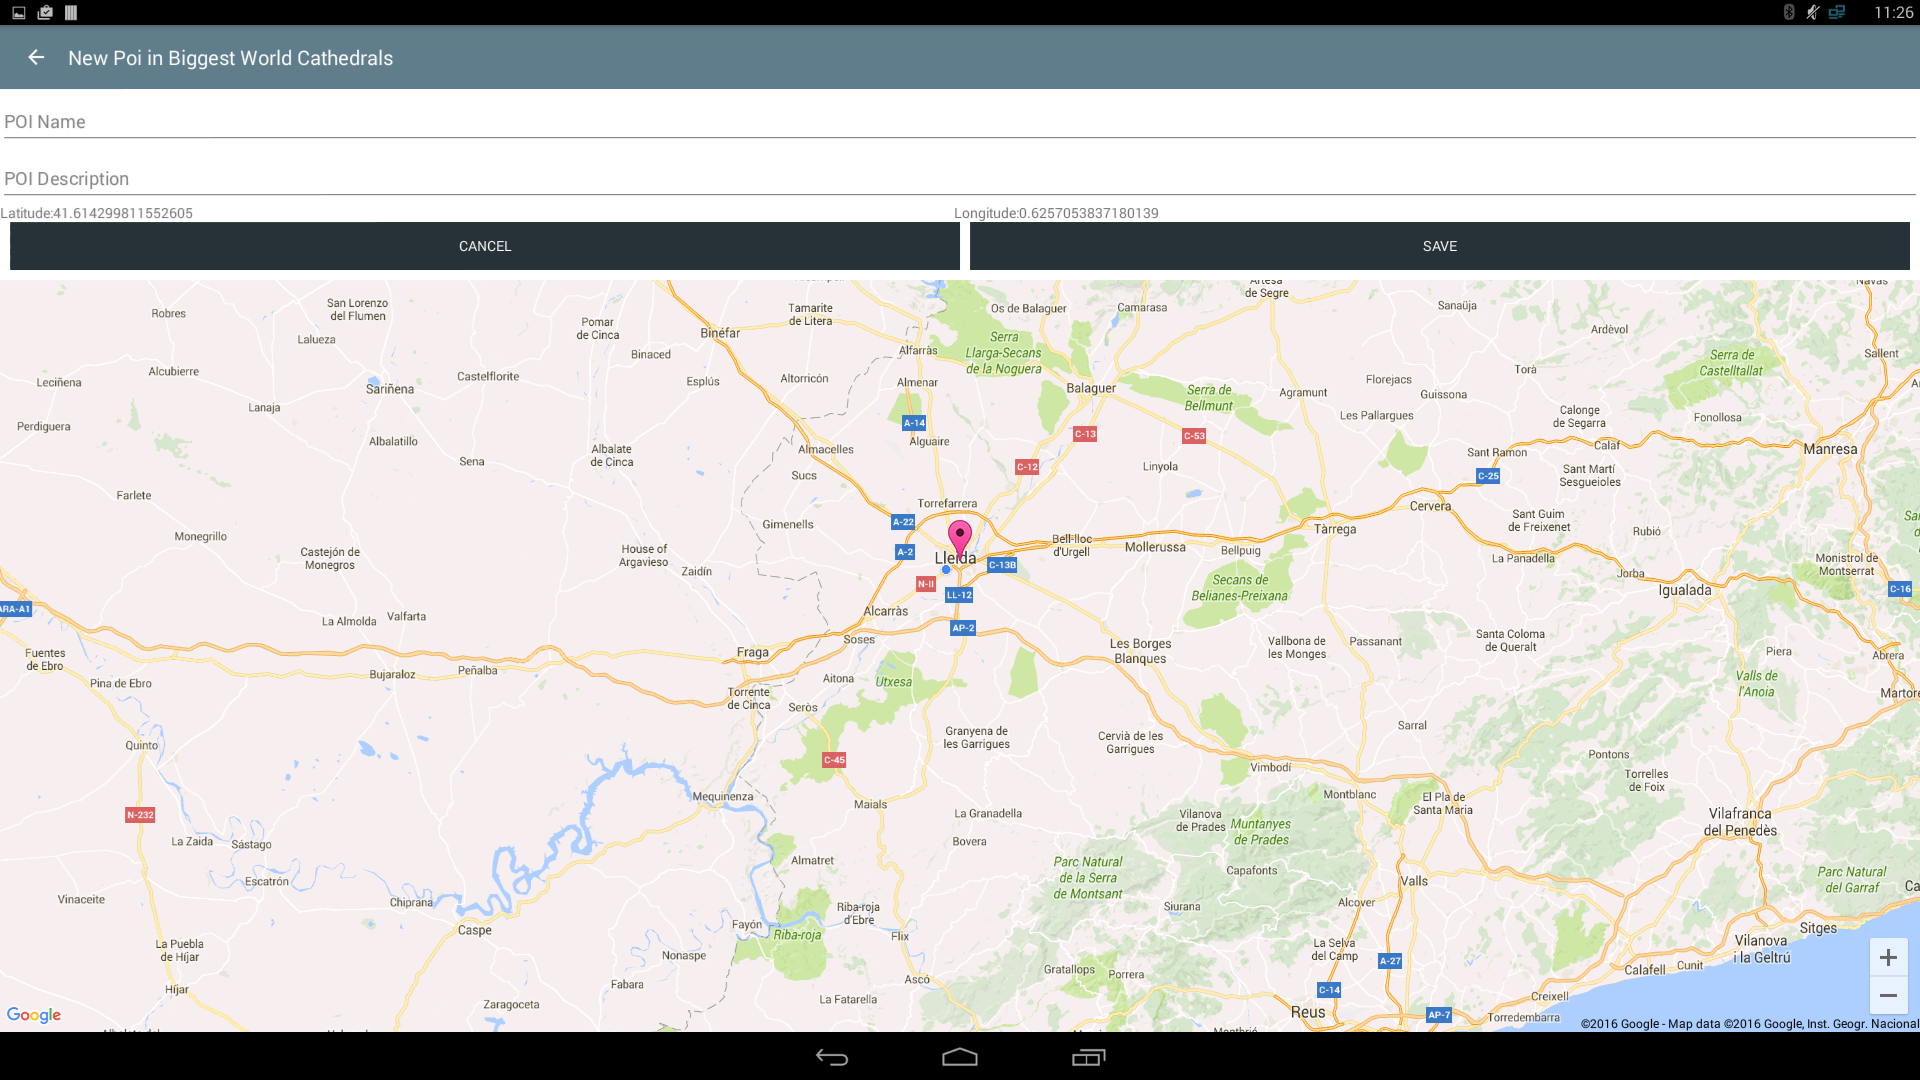 11:26
New Poi in Biggest World Cathedrals
POI Name
POI Description
Latitude:41.614299811552605
Longitude:0.6257053837180139
CANCEL
SAVE
Artesa
de Segre
Navas
San Lorenzo
del Flumen
Robres
Tamarite
de Litera
Os de Balaguer
Camarasa
Sanaüja
Pomar
de Cinca
Binéfar
Ardèvol
Lalueza
Serra
Llarga-Secans
de la Noguera
Alfarràs
Binaced
Sallent
Serra de
Castelltallat
Alcubierre
Torà
Leciñena
Sariñena
Castelflorite
Esplús
Altorricón
Almenar
Balaguer
Serra de
Bellmunt
Agramunt
Florejacs
Guissona
Lanaja
Perdiguera
Les Pallargues
Calonge
de Segarra
Fonollosa
A-14
Alguaire
C-13
C-53
Albalatillo
Albalate
de Cinca
Almacelles
Calaf
Manresa
Sena
Sucs
C-12
Linyola
Sant Ramon
C-25
Sant Martí
Sesgueioles
Farlete
Torrefarrera
Cervera
Gimenells
A-22
Tàrrega
Sant Guim
de Freixenet
Rubió
Monegrillo
Castejón de
Monegros
House of
Argavieso
Zaidín
A-2
Lleida
C-13B
Bell-lloc
d'Urgell
Mollerussa
Bellpuig
La Panadella
Jorba
Monistrol de
Montserrat
N-II
LL-12
Secans de
Belianes-Preixana
Igualada
C-16
ARA-A1
Alcarràs
La Almolda
Valfarta
AP-2
Soses
Fraga
Les Borges
Blanques
Vallbona de
les Monges
Passanant
Santa Coloma
de Queralt
Piera
Abrera
Fuentes
de Ebro
Pina de Ebro
Bujaraloz
Peñalba
Aitona
Utxesa
Torrente
de Cinca
Seròs
Valls de
l'Anoia
Sarral
Quinto
Granyena de
les Garrigues
Cervià de les
Garrigues
C-45
Vimbodí
Pontons
Torrelles
de Foix
Mequinenza
Maials
Montblanc
El Pla de
Santa Maria
N-232
La Granadella
Vilanova
de Prades
Muntanyes
de Prades
Vilafranca
del Penedès
La Zaida
Sástago
Bovera
Almatret
Parc Natural
de la Serra
de Montsant
Capafonts
Valls
Parc Natural
del Garraf
Escatrón
Vinaceite
Chiprana
Riba-roja
d'Ebre
Siurana
Alcover
Caspe
Fayón
Riba-roja
Flix
Sitges
La Puebla
de Híjar
Nonaspe
La Selva
del Camp
A-27
Vilanova
i la Geltrú
Híjar
Fabara
Ascó
Gratallops
Porrera
Calafell
Cunit
Zaragoceta
La Fatarella
C-14
Creixell
Google
Reus
AP-7
Torredembarra
©2016 Google - Map data ©2016 Google, Inst. Geogr. Nacional